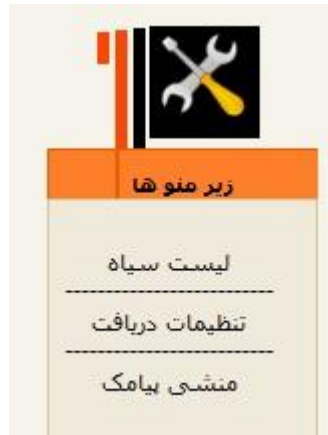 زیر منو ها
لیست سیاه
تنظیمات دریافت
منشی پیامک